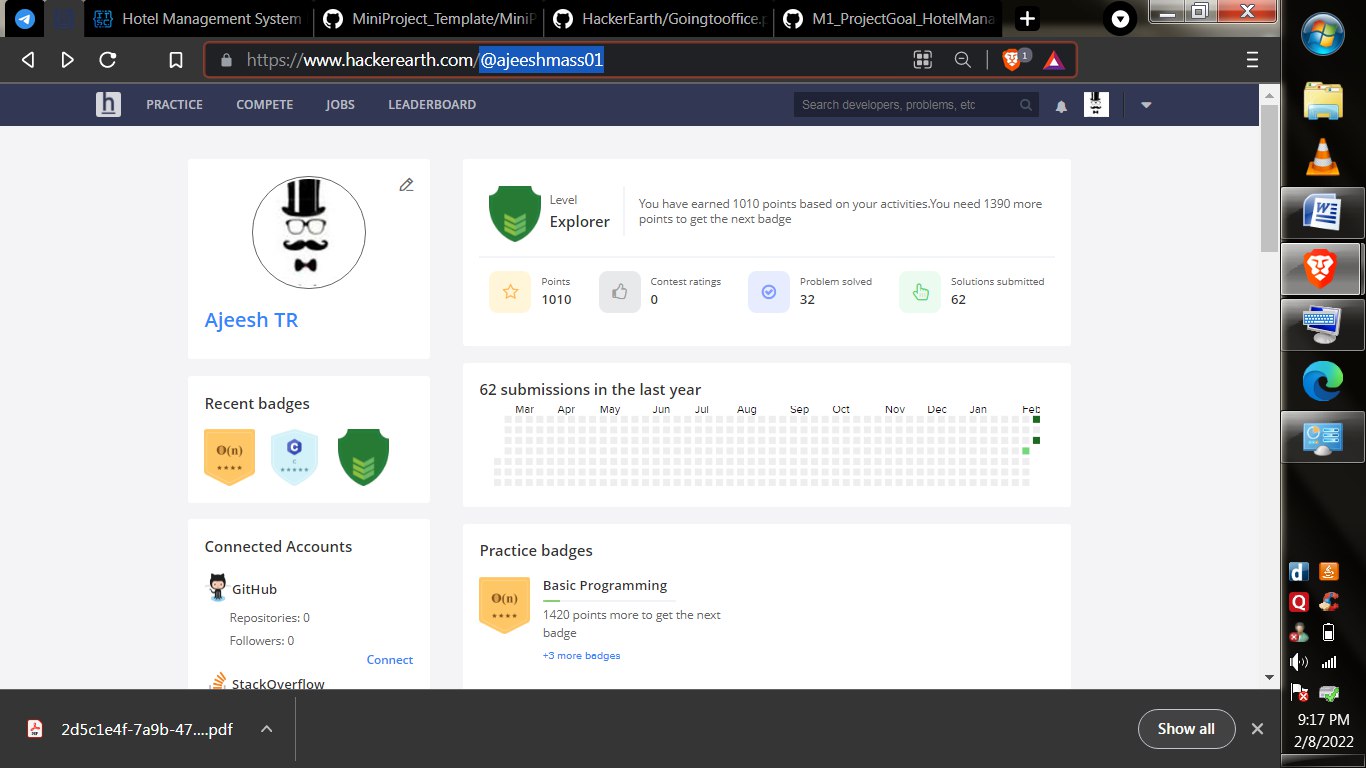 Hotel Management System
MiniProject_Template/MiniP
HackerEarth/Goingtooffice.p
M1_ProjectGoal_HotelMana
https://www.hackerearth.com/@ajeeshmass01
1
h
PRACTICE
COMPETE
JOBS
LEADERBOARD
Search developers, problems, etc
Level
Explorer
You have earned 1010 points based on your activities.You need 1390 more
points to get the next badge
Points
1010
Contest ratings
0
Problem solved
32
Solutions submitted
62
Ajeesh TR
62 submissions in the last year
Mar Apr May Jun Jul Aug Sep Oct Nov Dec Jan Feb
Recent badges
(n)
C
Practice badges
(n)
Basic Programming
1420 points more to get the next
badge
+3 more badges
Connected Accounts
GitHub
Repositories: 0
Followers: 0
Connect
StackOverflow
2d5c1e4f-7a9b-47....pdf
Show all
W
d
Q
9:17 PM
2/8/2022